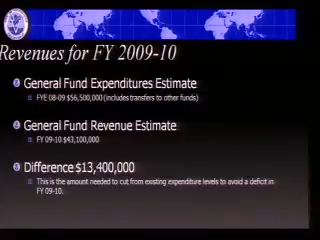 Revenues for FY 2009-10
General Fund Expenditures Estimate
FYE 08-09 $56,500,000 (includes transfers to other funds)
General Fund Revenue Estimate
FY 09-10 $43,100,000
Difference $13,400,000
This is the amount needed to cut from existing expenditure levels to avoid a deficit in
FY 09-10.